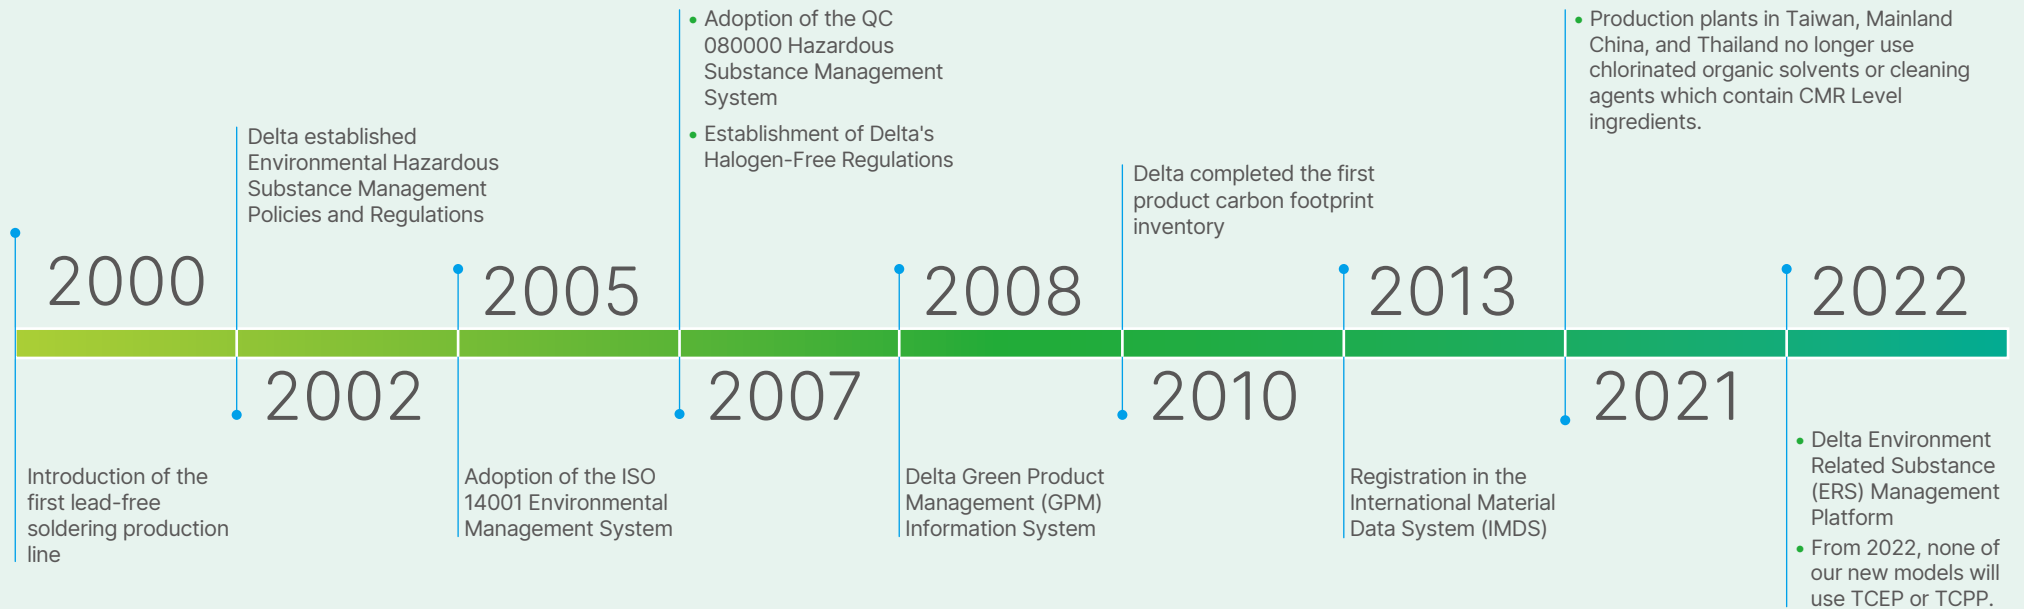 2000
Introduction of the
first lead-free
soldering production
line
Delta established
Environmental Hazardous
Substance Management
Policies and Regulations
2002
2005
Adoption of the ISO
14001 Environmental
Management System
• Adoption of the QC
080000 Hazardous
Substance Management
System
• Establishment of Delta's
Halogen-Free Regulations
2007
2008
Delta Green Product
Management (GPM)
Information System
Delta completed the first
product carbon footprint
inventory
2010
2013
Registration in the
International Material
Data System (IMDS)
• Production plants in Taiwan, Mainland
China, and Thailand no longer use
chlorinated organic solvents or cleaning
agents which contain CMR Level
ingredients.
2021
2022
• Delta Environment
Related Substance
(ERS) Management
Platform
• From 2022, none of
our new models will
use TCEP or TCPP.